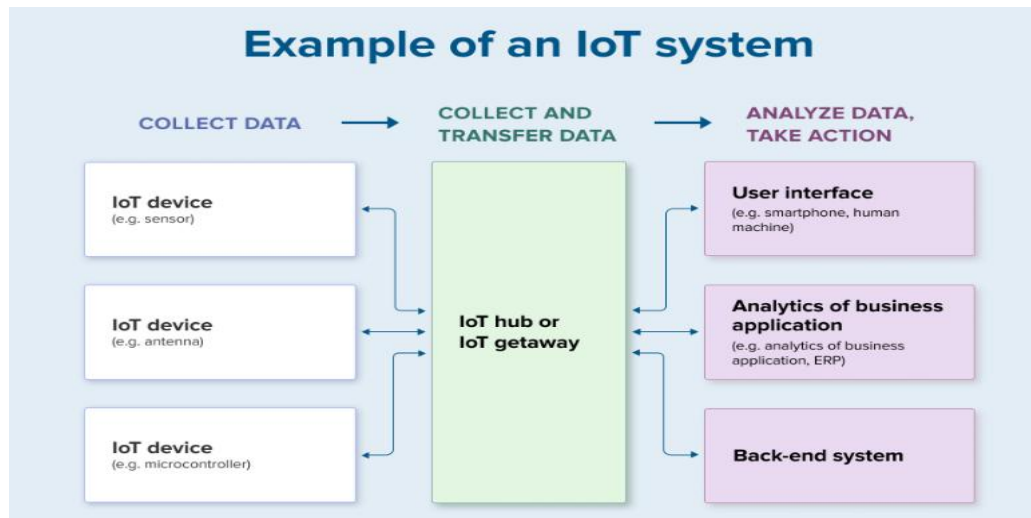 Example of an IoT system
COLLECT DATA
COLLECT AND
TRANSFER DATA
ANALYZE DATA,
TAKE ACTION
IoT device
(e.g. sensor)
IoT device
(e.g. antenna)
IoT device
(e.g. microcontroller)
IoT hub or
IoT getaway
User interface
(e.g. smartphone, human
machine)
Analytics of business
application
(e.g. analytics of business
application, ERP)
Back-end system